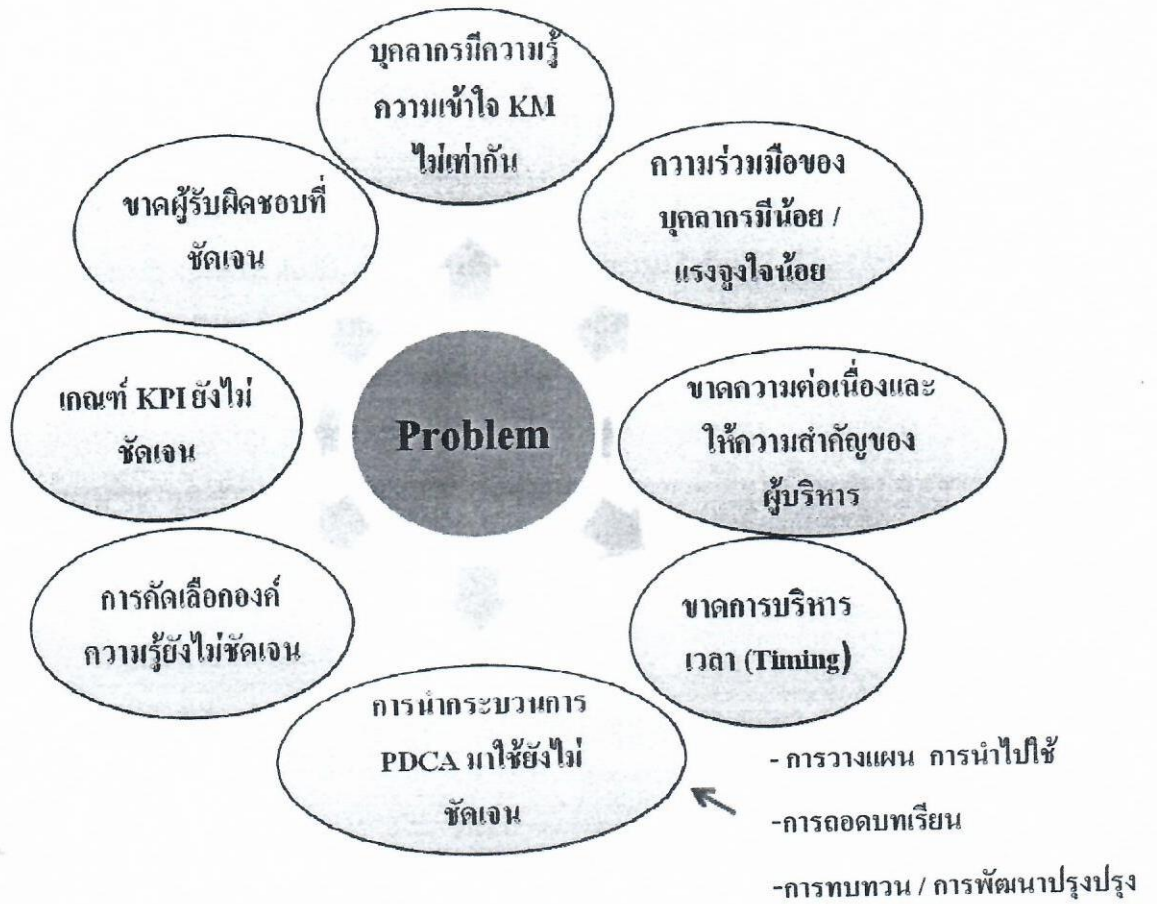 บุคลากรมีความรู้
ความเข้าใจ KM
ไม่เท่ากัน
ความร่วมมือของ
บุคลากรมีน้อย /
แรงจูงใจน้อย
ขาดความต่อเนื่องและ
ให้ความสำคัญของ
ผู้บริหาร
ขาดการบริหาร
เวลา (Timing)
การนำกระบวนการ
PDCA มาใช้ยังไม่
ชัดเจน
- การวางแผน การนำไปใช้
-การถอดบทเรียน
-การทบทวน / การพัฒนาปรุงปรุง
การคัดเลือกองค์
ความรู้ยังไม่ชัดเจน
เกณฑ์ KPI ยังไม่
ชัดเจน
ขาดผู้รับผิดชอบที่
ชัดเจน
Problem